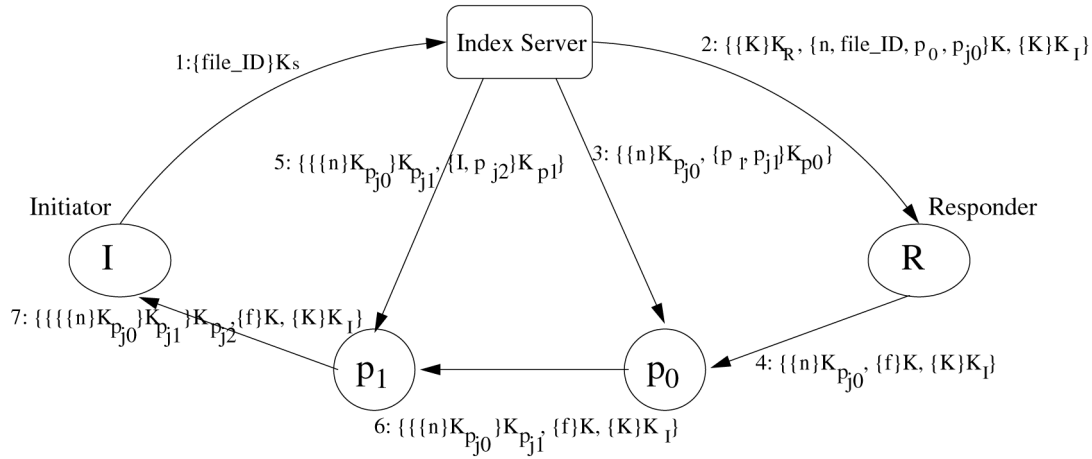 Index Server
1:{file_ID}Ks
2: {{K}K_R, {n, file_ID, p_0, p_j0}K, {K}K_I}
5: {{{n}K_pj0}K_pj1, {I, p_j2}K_p1}
3: {{n}K_pj0, {p_1, p_j1}K_p0}
Initiator
Responder
I
R
7: {{{{n}K_pj0}K_pj1}K_pj2,{f}K, {K}K_I}
4: {{n}K_pj0, {f}K, {K}K_I}
p_1
p_0
6: {{{n}K_pj0}K_pj1, {f}K, {K}K_I}